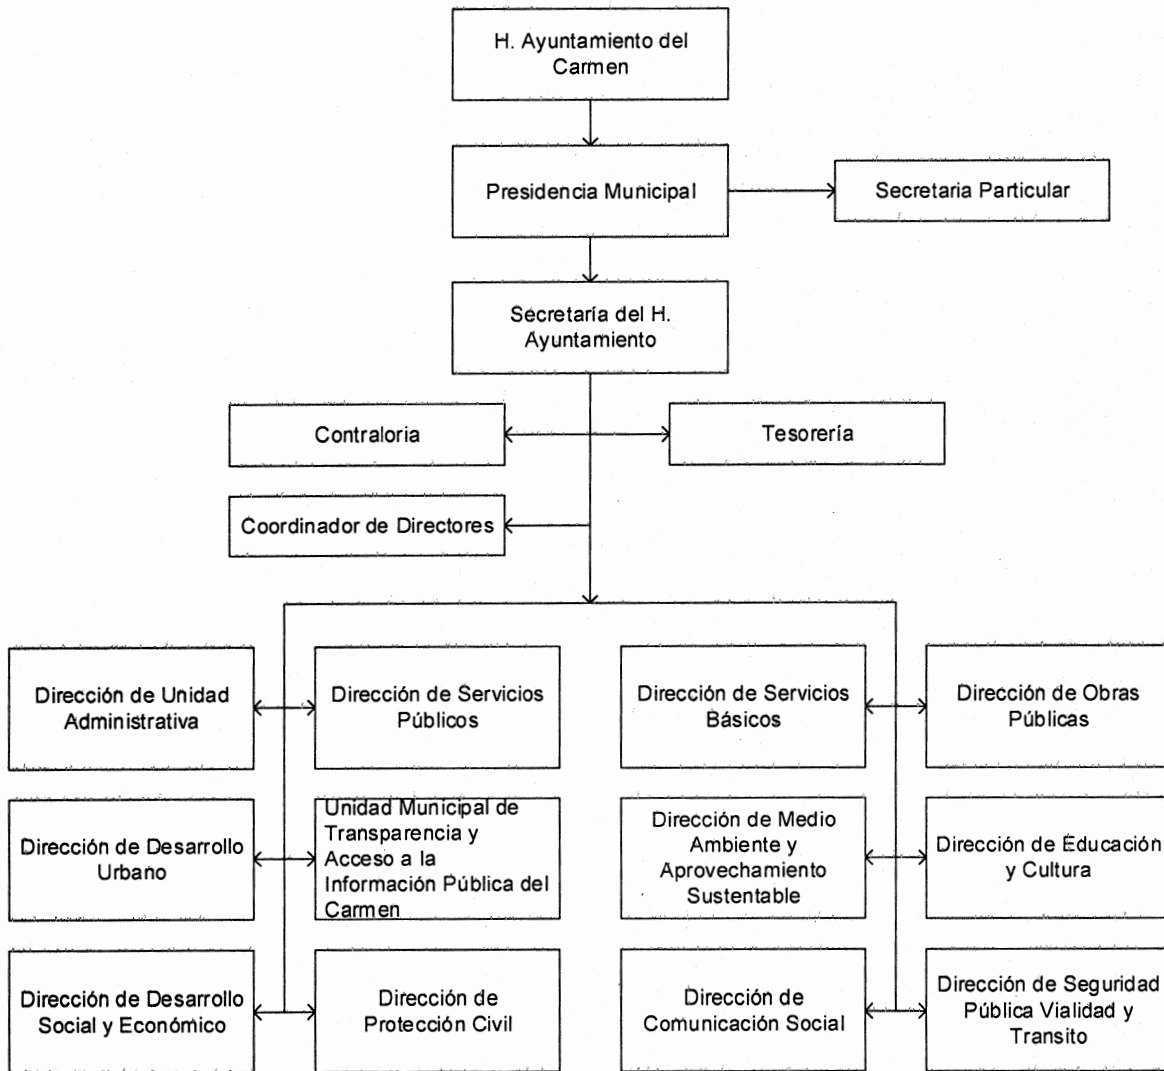 H. Ayuntamiento del
Carmen
Presidencia Municipal
Secretaria Particular
Secretaría del H.
Ayuntamiento
Contraloria
Tesorería
Coordinador de Directores
Dirección de Unidad
Administrativa
Dirección de Servicios
Públicos
Dirección de Servicios
Básicos
Dirección de Obras
Públicas
Dirección de Desarrollo
Urbano
Unidad Municipal de
Transparencia y
Acceso a la
Información Pública del
Carmen
Dirección de Medio
Ambiente y
Aprovechamiento
Sustentable
Dirección de Educación
y Cultura
Dirección de Desarrollo
Social y Económico
Dirección de
Protección Civil
Dirección de
Comunicación Social
Dirección de Seguridad
Pública Vialidad y
Transito